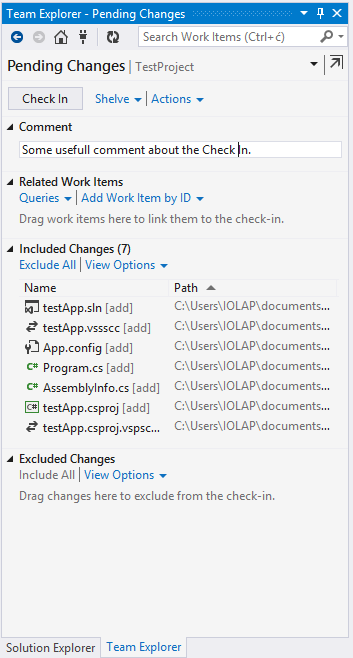 Team Explorer - Pending Changes
Search Work Items (Ctrl+ć)
Pending Changes | TestProject
Check In Shelve Actions
Comment
Some usefull comment about the Check In.
Related Work Items
Queries | Add Work Item by ID
Drag work items here to link them to the check-in.
Included Changes (7)
Exclude All | View Options
Name Path
testApp.sln [add] C:\Users\IOLAP\documents...
testApp.vssscc [add] C:\Users\IOLAP\documents...
App.config [add] C:\Users\IOLAP\documents...
C# Program.cs [add] C:\Users\IOLAP\documents...
C# AssemblyInfo.cs [add] C:\Users\IOLAP\documents...
C# testApp.csproj [add] C:\Users\IOLAP\documents...
testApp.csproj.vspsc... C:\Users\IOLAP\documents...
Excluded Changes
Include All | View Options
Drag changes here to exclude from the check-in.
Solution Explorer Team Explorer